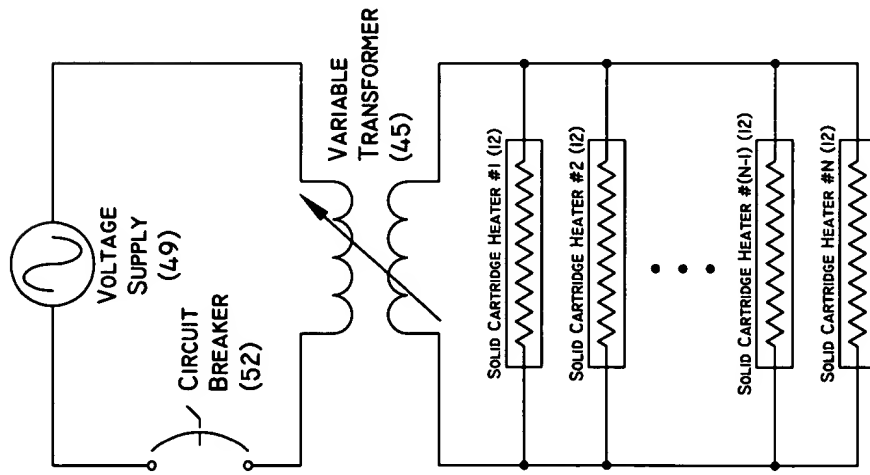 VOLTAGE
SUPPLY
(49)
CIRCUIT
BREAKER
(52)
VARIABLE
TRANSFORMER
(45)
SOLID CARTRIDGE HEATER #1 (12)
SOLID CARTRIDGE HEATER #2 (12)
SOLID CARTRIDGE HEATER #(N-1) (12)
SOLID CARTRIDGE HEATER #N (12)